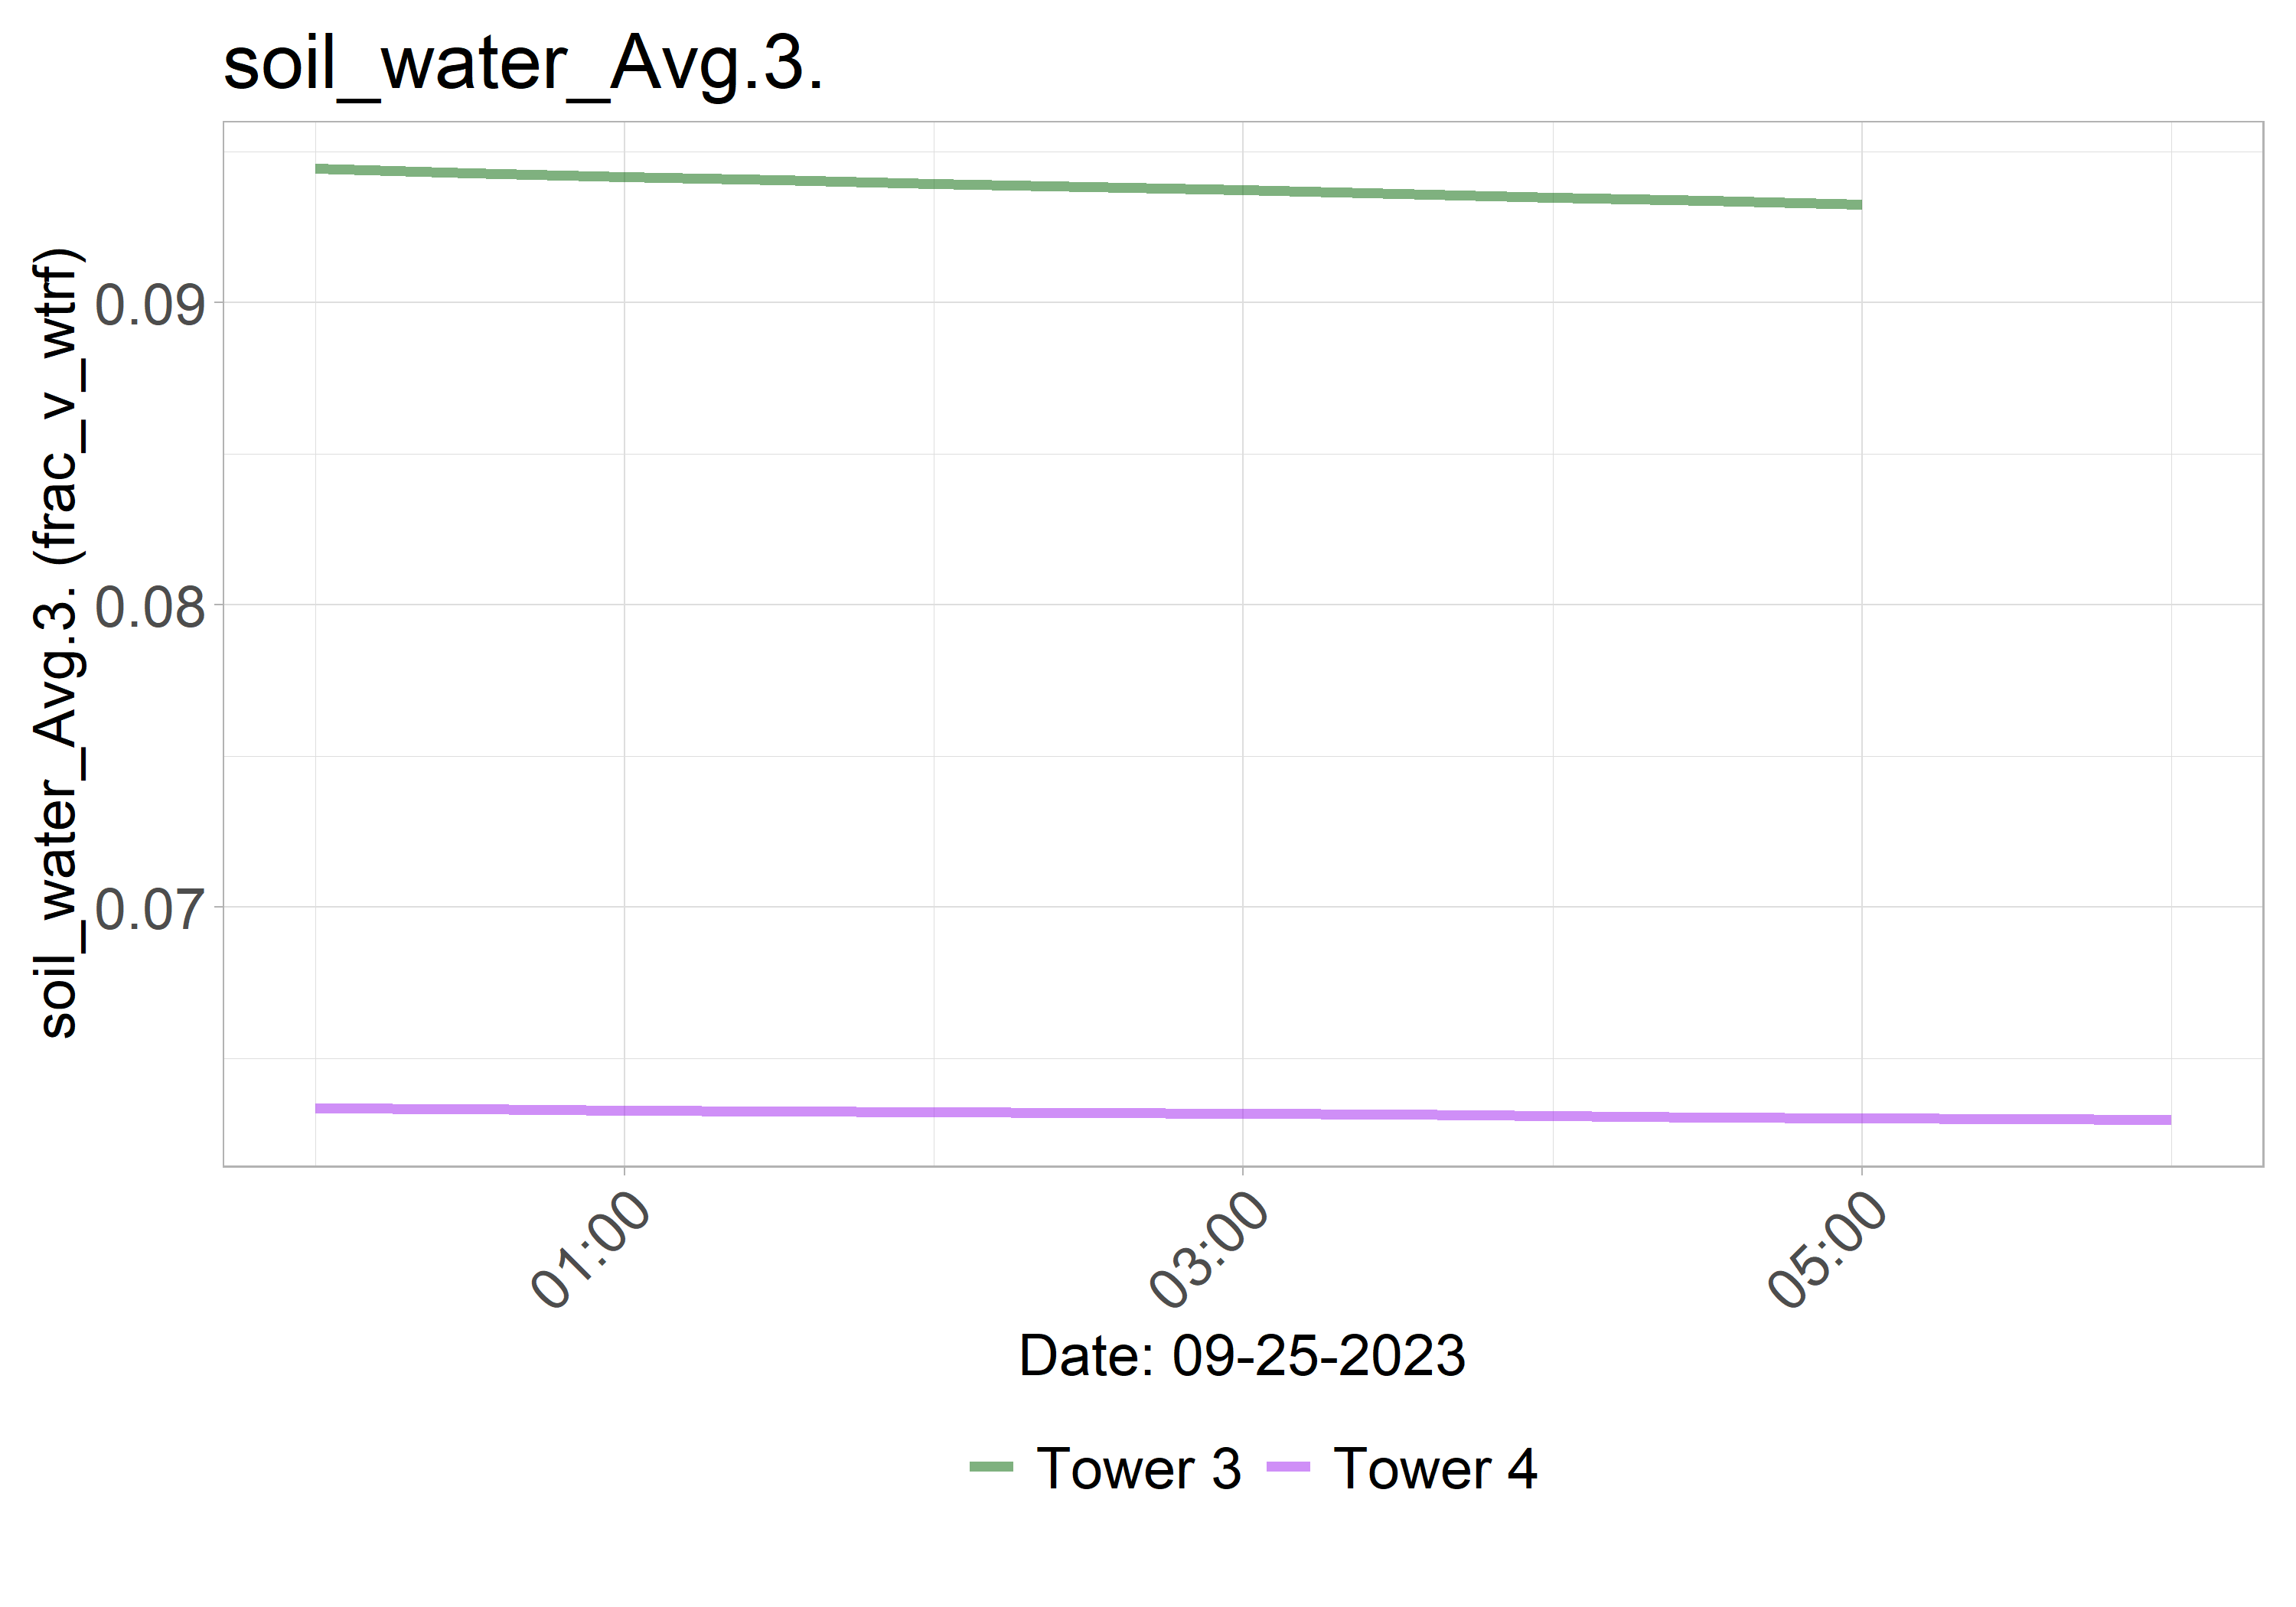 soil_water_Avg.3.
soil_water_Avg.3. (frac_v_wtrf)
0.09
0.08
0.07
01:00
03:00
05:00
Date: 09-25-2023
Tower 3
Tower 4